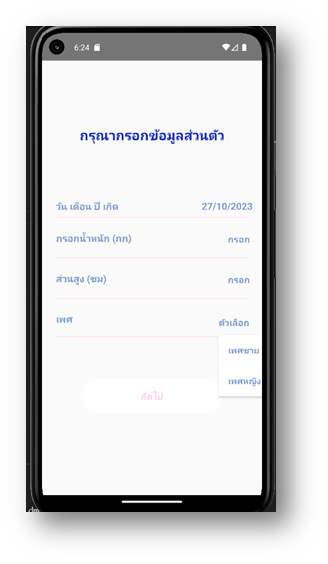 6:24
กรุณากรอกข้อมูลส่วนตัว
วัน เดือน ปี เกิด 27/10/2023
กรอกน้ำหนัก (กก) กรอก
ส่วนสูง (ซม) กรอก
เพศ ตัวเลือก
เพศชาย
เพศหญิง
ถัดไป